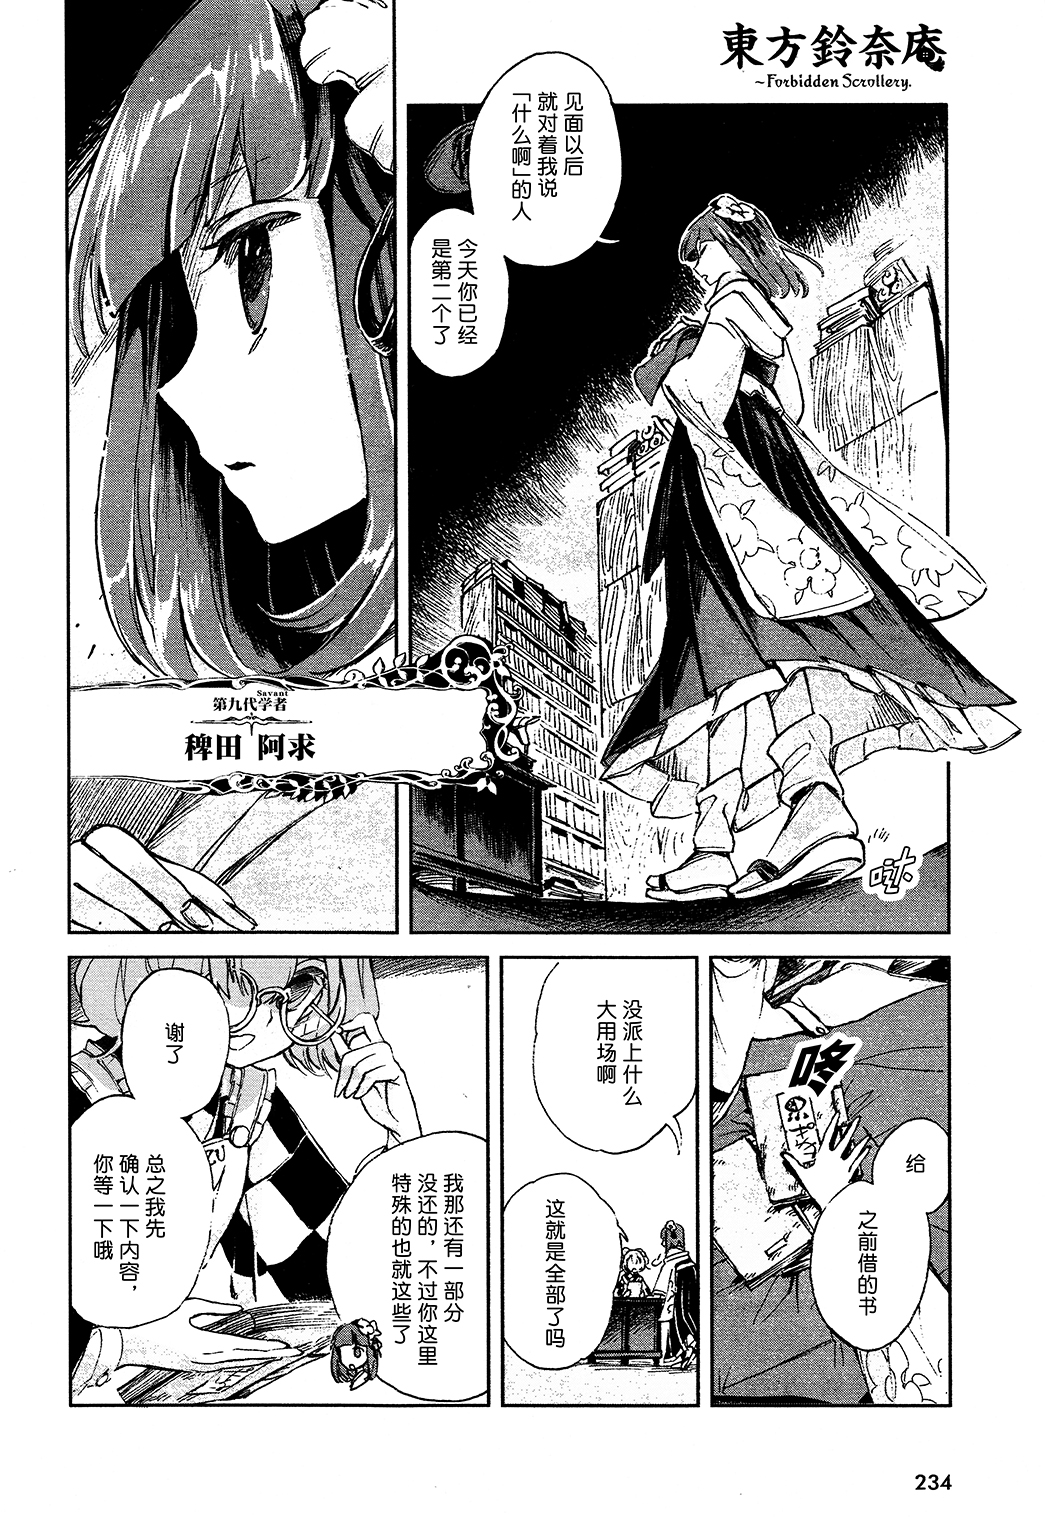 東方鈴奈庵
~Forbidden Scrollery.
见面以后
就对着我说
「什么啊」的人
今天你已经
是第二个了
哒
Savant
第九代学者
稗田 阿求
给
之前借的书
咚
没派上什么
大用场啊
这就是全部了吗
我那还有一部分
没还的，不过你这里
特殊的也就这些了
谢了
总之我先
确认一下内容，
你等一下哦
234